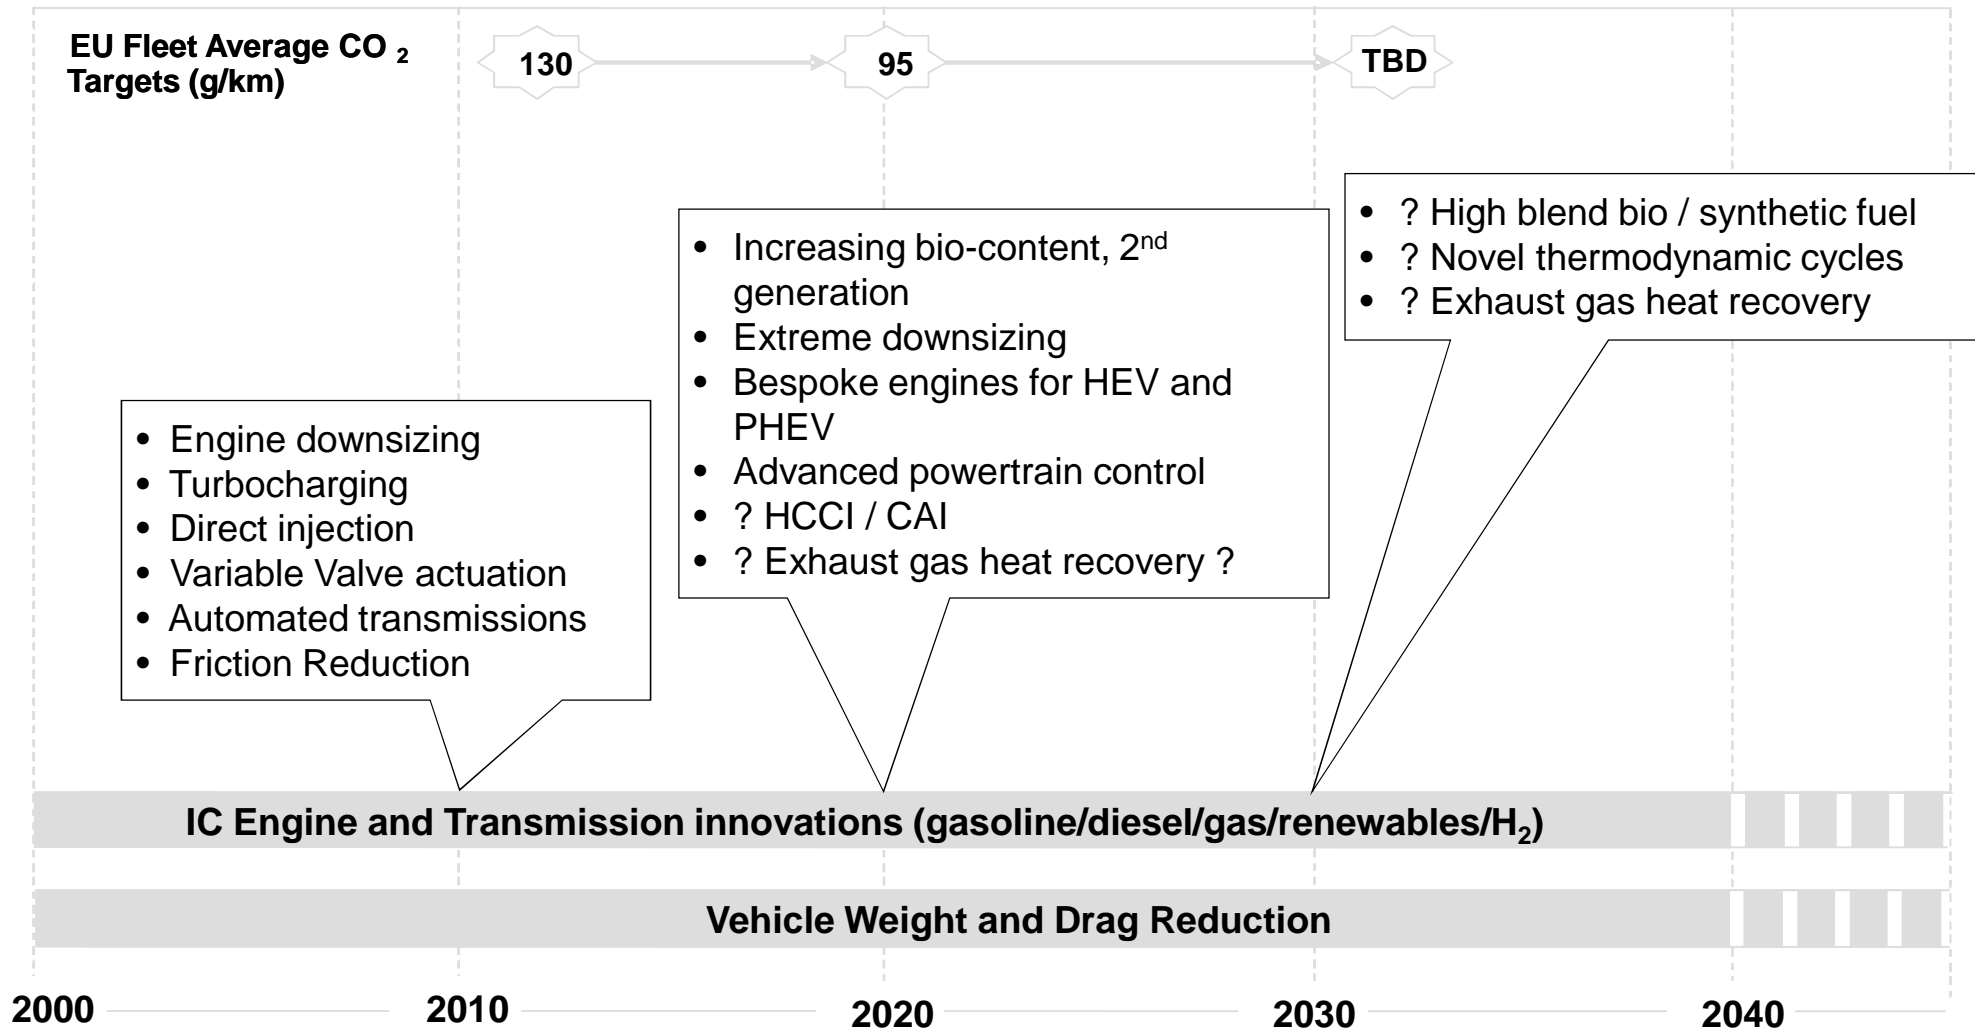 EU Fleet Average CO ₂
Targets (g/km)
130
95
TBD
• ? High blend bio / synthetic fuel
• ? Novel thermodynamic cycles
• ? Exhaust gas heat recovery
• Increasing bio-content, 2ⁿᵈ
generation
• Extreme downsizing
• Bespoke engines for HEV and
PHEV
• Advanced powertrain control
• ? HCCI / CAI
• ? Exhaust gas heat recovery ?
• Engine downsizing
• Turbocharging
• Direct injection
• Variable Valve actuation
• Automated transmissions
• Friction Reduction
IC Engine and Transmission innovations (gasoline/diesel/gas/renewables/H₂)
Vehicle Weight and Drag Reduction
2000
2010
2020
2030
2040